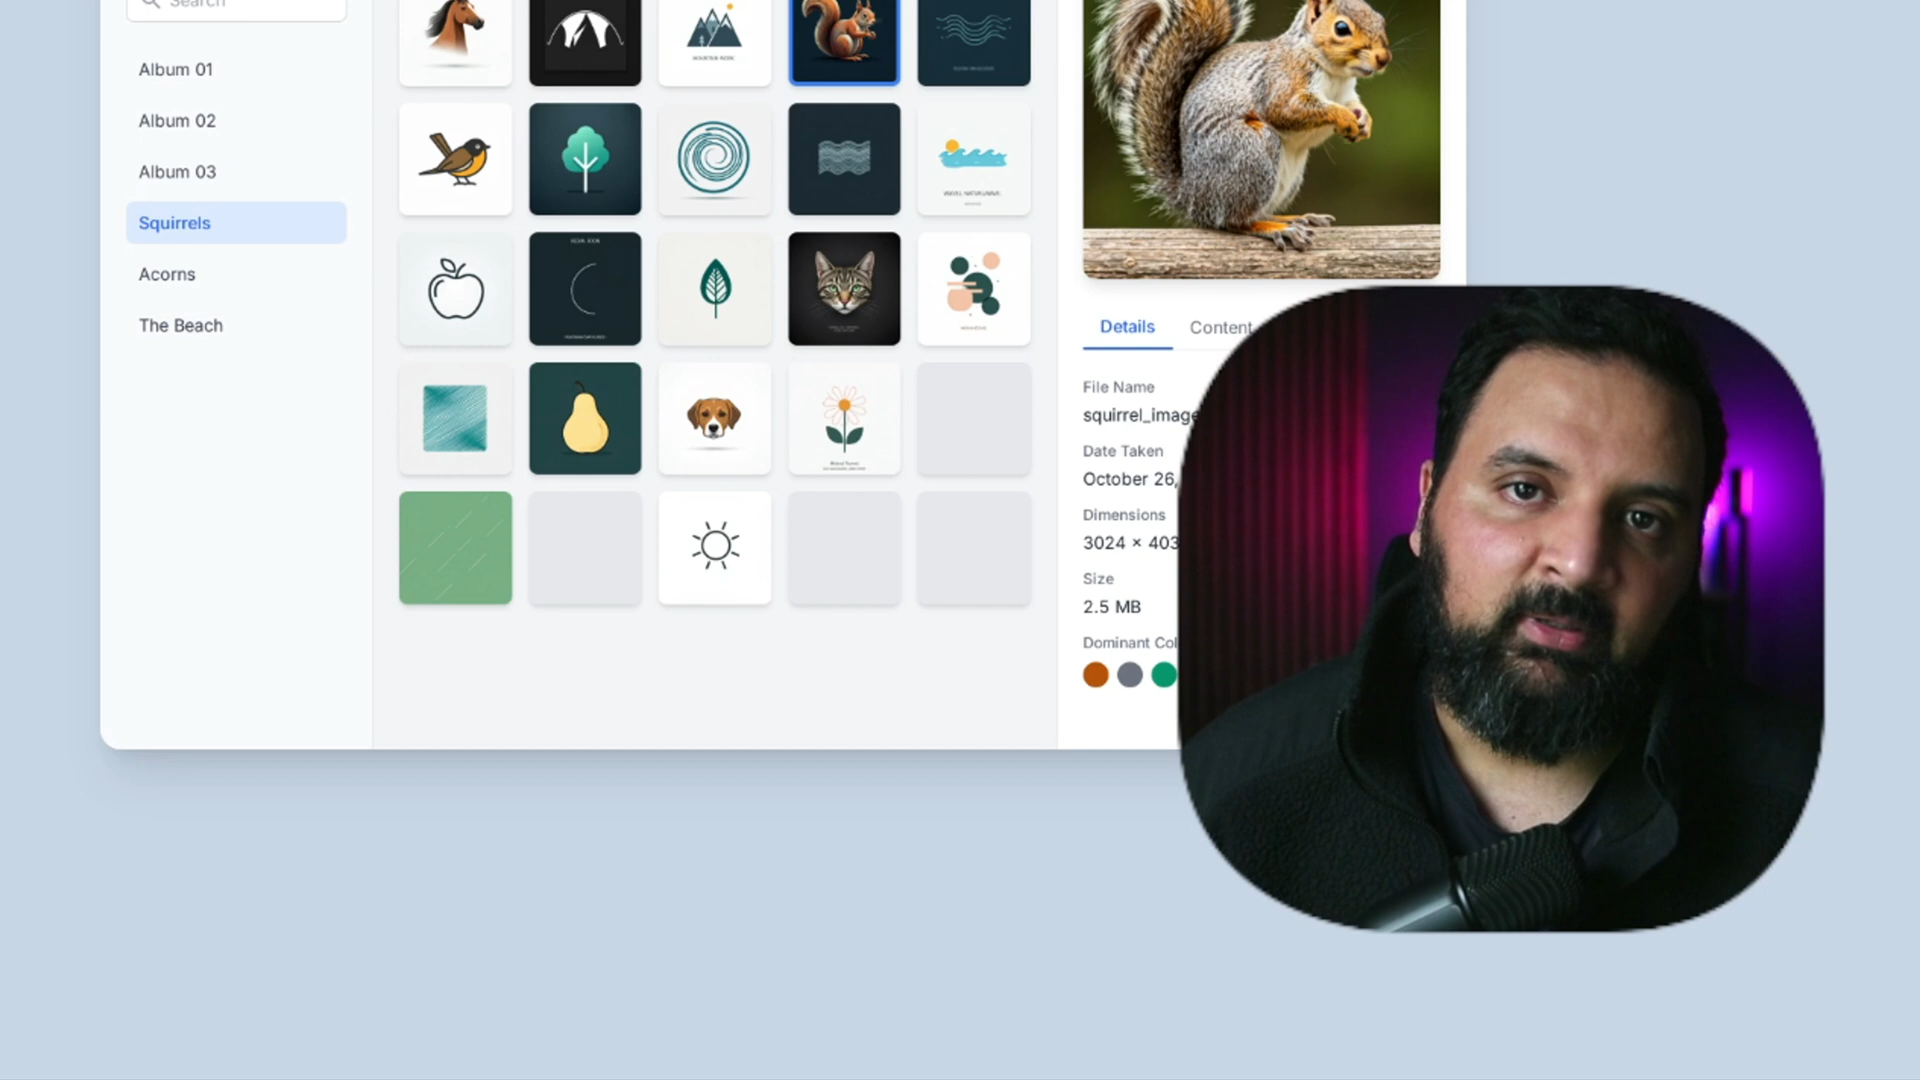 Search
Album 01
Album 02
Album 03
Squirrels
Acorns
The Beach
Details
Content
File Name
squirrel_image
Date Taken
October 26,
Dimensions
3024 × 403
Size
2.5 MB
Dominant Col